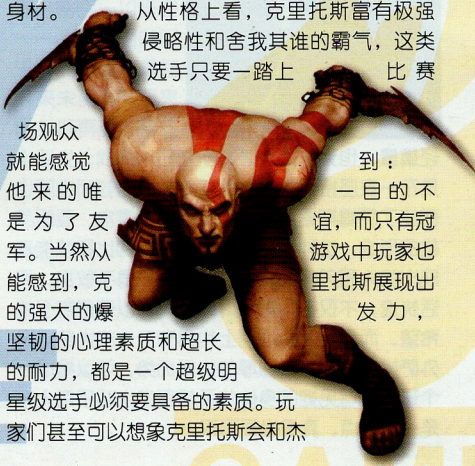 身材。 从性格上看，克里托斯富有极强
侵略性和舍我其谁的霸气，这类
选手只要一踏上 比赛
场观众
就能感觉 到：
他来的唯 一目的不
是为了友 谊，而只有冠
军。当然从 游戏中玩家也
能感到，克 里托斯展现出
的强大的爆 发力，
坚韧的心理素质和超长
的耐力，都是一个超级明
星级选手必须要具备的素质。玩
家们甚至可以想象克里托斯会和杰